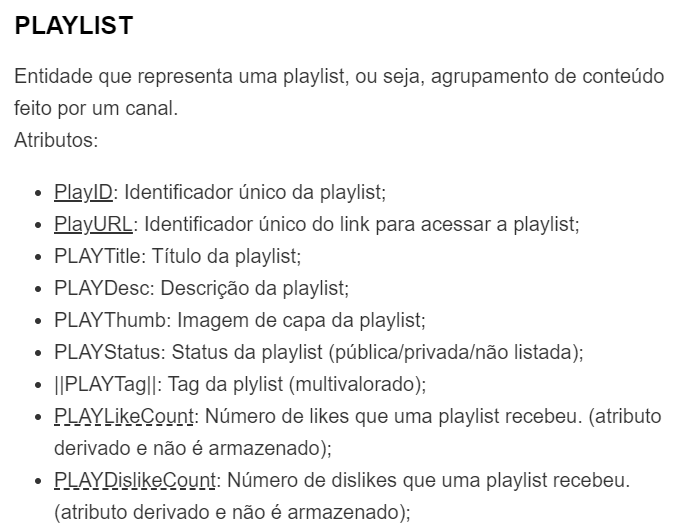 PLAYLIST
Entidade que representa uma playlist, ou seja, agrupamento de conteúdo
feito por um canal.
Atributos:
• PlayID: Identificador único da playlist;
• PlayURL: Identificador único do link para acessar a playlist;
• PLAYTitle: Título da playlist;
• PLAYDesc: Descrição da playlist;
• PLAYThumb: Imagem de capa da playlist;
• PLAYStatus: Status da playlist (pública/privada/não listada);
• ||PLAYTag||: Tag da plylist (multivalorado);
• PLAYLikeCount: Número de likes que uma playlist recebeu. (atributo
derivado e não é armazenado);
• PLAYDislikeCount: Número de dislikes que uma playlist recebeu.
(atributo derivado e não é armazenado);